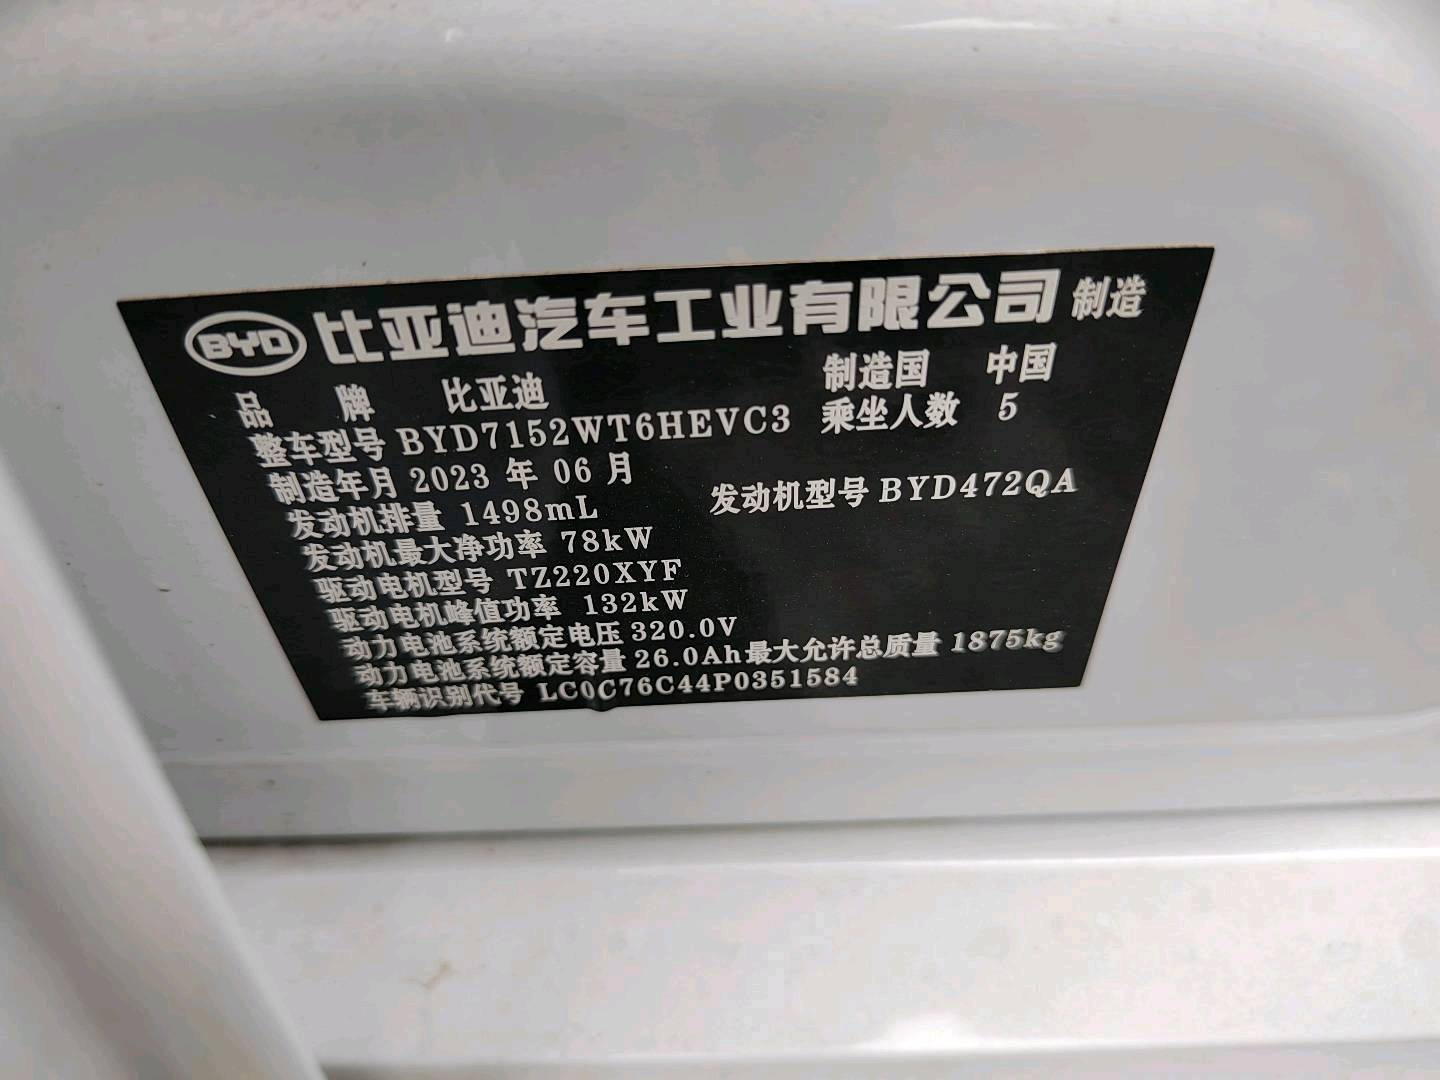 BYD 比亚迪汽车工业有限公司 制造
品 牌 比亚迪 制造国 中国
整车型号 BYD7152WT6HEVC3 乘坐人数 5
制造年月 2023 年 06 月
发动机排量 1498mL 发动机型号 BYD472QA
发动机最大净功率 78kW
驱动电机型号 TZ220XYF
驱动电机峰值功率 132kW
动力电池系统额定电压 320.0V
动力电池系统额定容量 26.0Ah 最大允许总质量 1875kg
车辆识别代号 LC0C76C44P0351584